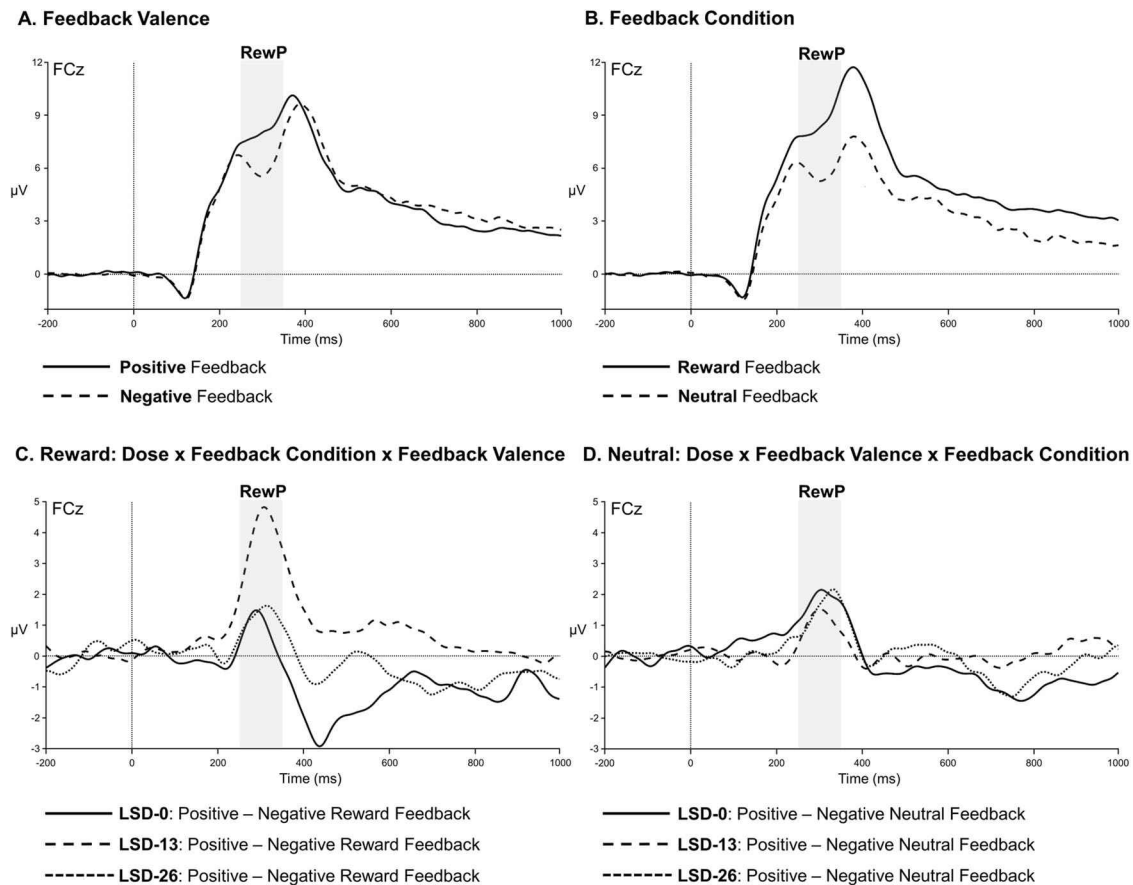 A. Feedback Valence
RewP
FCz
12
9
6
3
0
µV
-200
0
200
400
600
800
1000
Time (ms)
Positive Feedback
Negative Feedback
B. Feedback Condition
RewP
FCz
12
9
6
3
0
µV
-200
0
200
400
600
800
1000
Time (ms)
Reward Feedback
Neutral Feedback
C. Reward: Dose x Feedback Condition x Feedback Valence
RewP
FCz
5
4
3
2
1
0
-1
-2
-3
µV
-200
0
200
400
600
800
1000
Time (ms)
LSD-0: Positive – Negative Reward Feedback
LSD-13: Positive – Negative Reward Feedback
LSD-26: Positive – Negative Reward Feedback
D. Neutral: Dose x Feedback Valence x Feedback Condition
RewP
FCz
5
4
3
2
1
0
-1
-2
-3
µV
-200
0
200
400
600
800
1000
Time (ms)
LSD-0: Positive – Negative Neutral Feedback
LSD-13: Positive – Negative Neutral Feedback
LSD-26: Positive – Negative Neutral Feedback